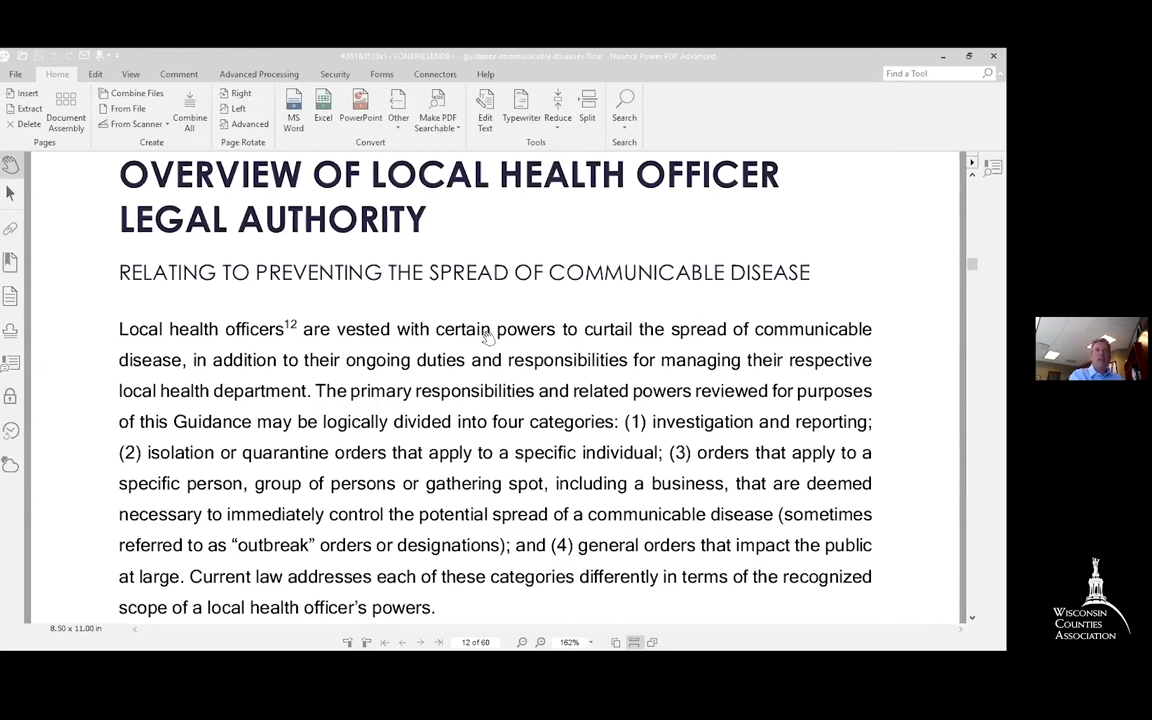 #35163533v1 - guidance-communicable-diseases-final - Nuance Power PDF Advanced
File Home Edit View Comment Advanced Processing Security Forms Connectors Help Find a Tool
Insert Extract Delete Document Assembly Combine Files From File From Scanner Combine All Right Left Advanced MS Word Excel PowerPoint Other Make PDF Searchable Edit Text Typewriter Reduce Split Search
Pages Create Page Rotate Convert Tools Search
OVERVIEW OF LOCAL HEALTH OFFICER
LEGAL AUTHORITY
RELATING TO PREVENTING THE SPREAD OF COMMUNICABLE DISEASE
Local health officers12 are vested with certain powers to curtail the spread of communicable
disease, in addition to their ongoing duties and responsibilities for managing their respective
local health department. The primary responsibilities and related powers reviewed for purposes
of this Guidance may be logically divided into four categories: (1) investigation and reporting;
(2) isolation or quarantine orders that apply to a specific individual; (3) orders that apply to a
specific person, group of persons or gathering spot, including a business, that are deemed
necessary to immediately control the potential spread of a communicable disease (sometimes
referred to as “outbreak” orders or designations); and (4) general orders that impact the public
at large. Current law addresses each of these categories differently in terms of the recognized
scope of a local health officer’s powers.
8.50 x 11.00 in
12 of 60 162%
WISCONSIN
COUNTIES
ASSOCIATION